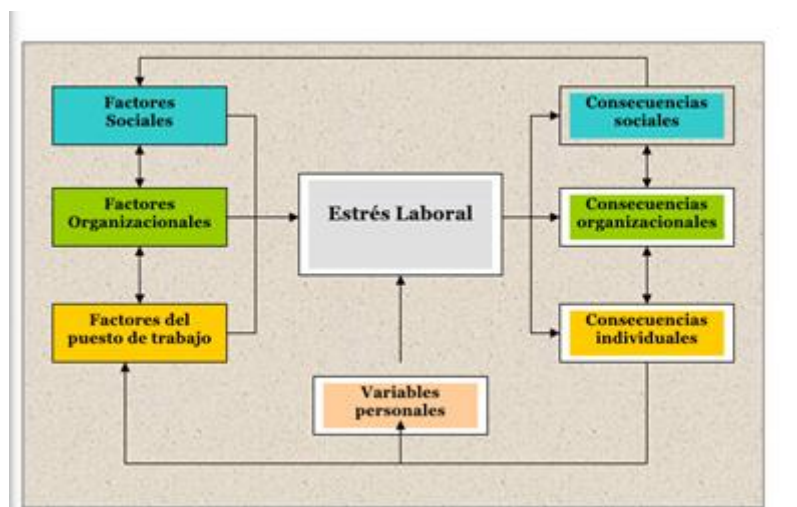 Factores
Sociales
Factores
Organizacionales
Factores del
puesto de trabajo
Estrés Laboral
Variables
personales
Consecuencias
sociales
Consecuencias
organizacionales
Consecuencias
individuales